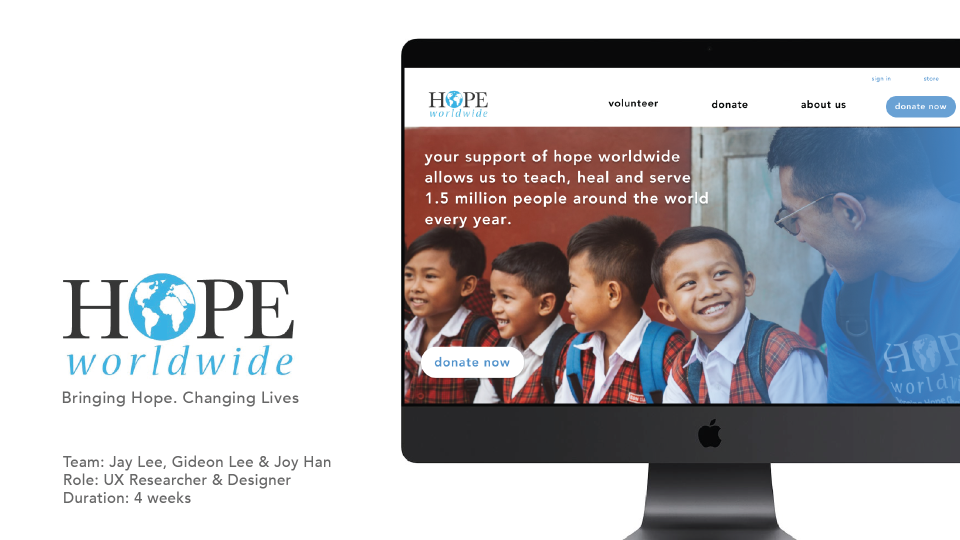 HOPE
worldwide
Bringing Hope. Changing Lives
Team: Jay Lee, Gideon Lee & Joy Han
Role: UX Researcher & Designer
Duration: 4 weeks
sign in store
HOPE
worldwide
volunteer donate about us donate now
your support of hope worldwide
allows us to teach, heal and serve
1.5 million people around the world
every year.
donate now
HOPE